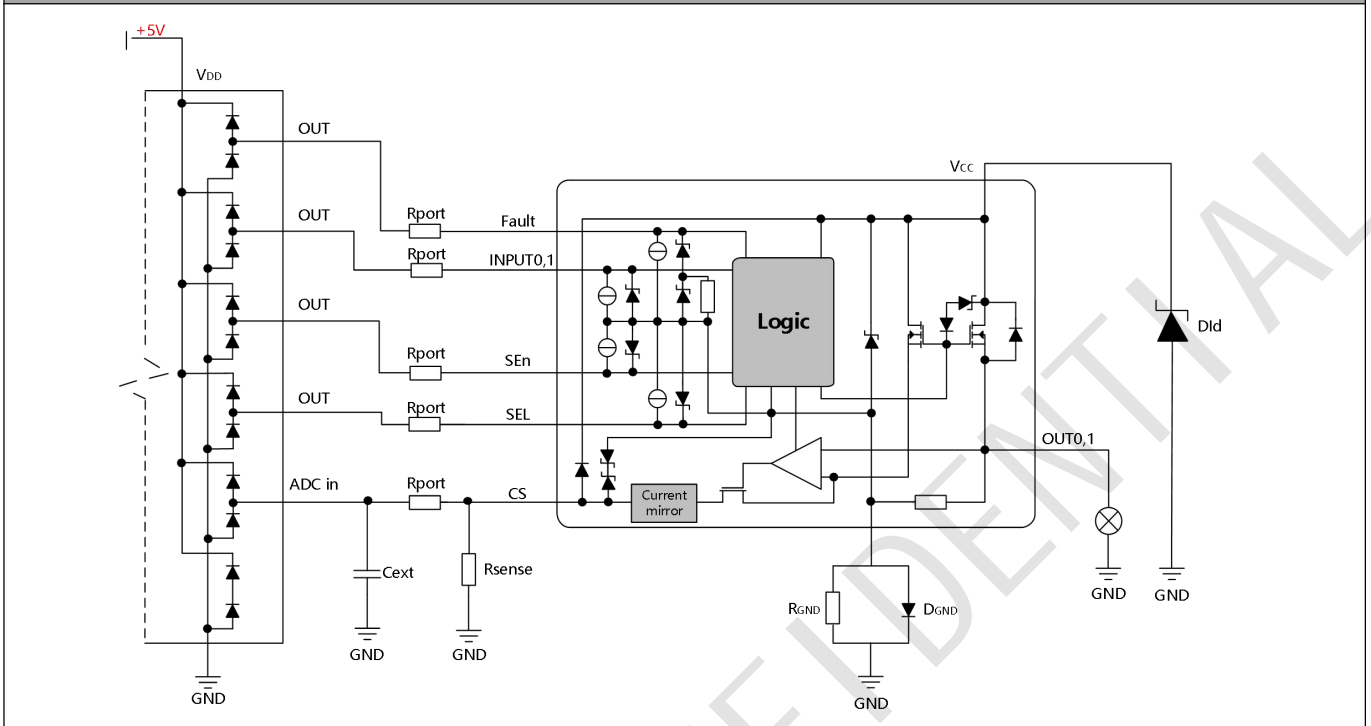 +5V
VDD
OUT
OUT
OUT
OUT
ADC in
Rport
Rport
Rport
Rport
Rport
Fault
INPUT0,1
SEn
SEL
CS
Cext
Rsense
GND
GND
GND
VCC
Logic
Current
mirror
OUT0,1
RGND
DGND
GND
GND
GND
Dld
FIDENTIAL